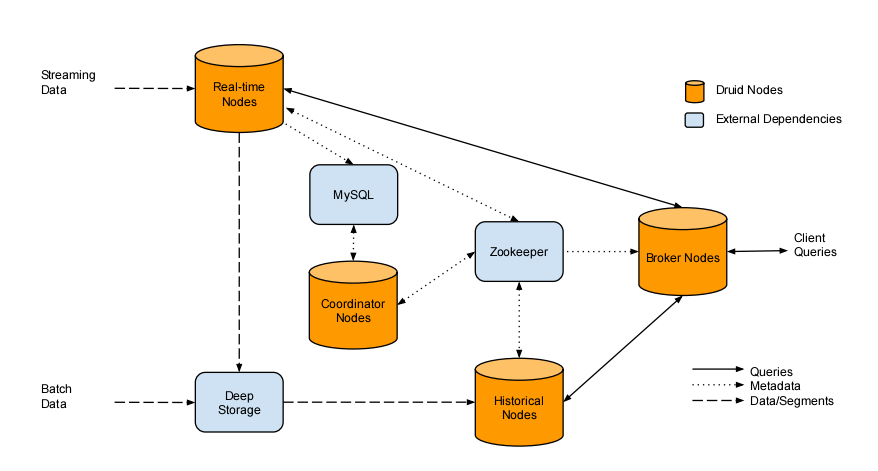 Streaming
Data
Real-time
Nodes
Druid Nodes
External Dependencies
MySQL
Zookeeper
Broker Nodes
Client
Queries
Coordinator
Nodes
Batch
Data
Deep
Storage
Historical
Nodes
Queries
Metadata
Data/Segments